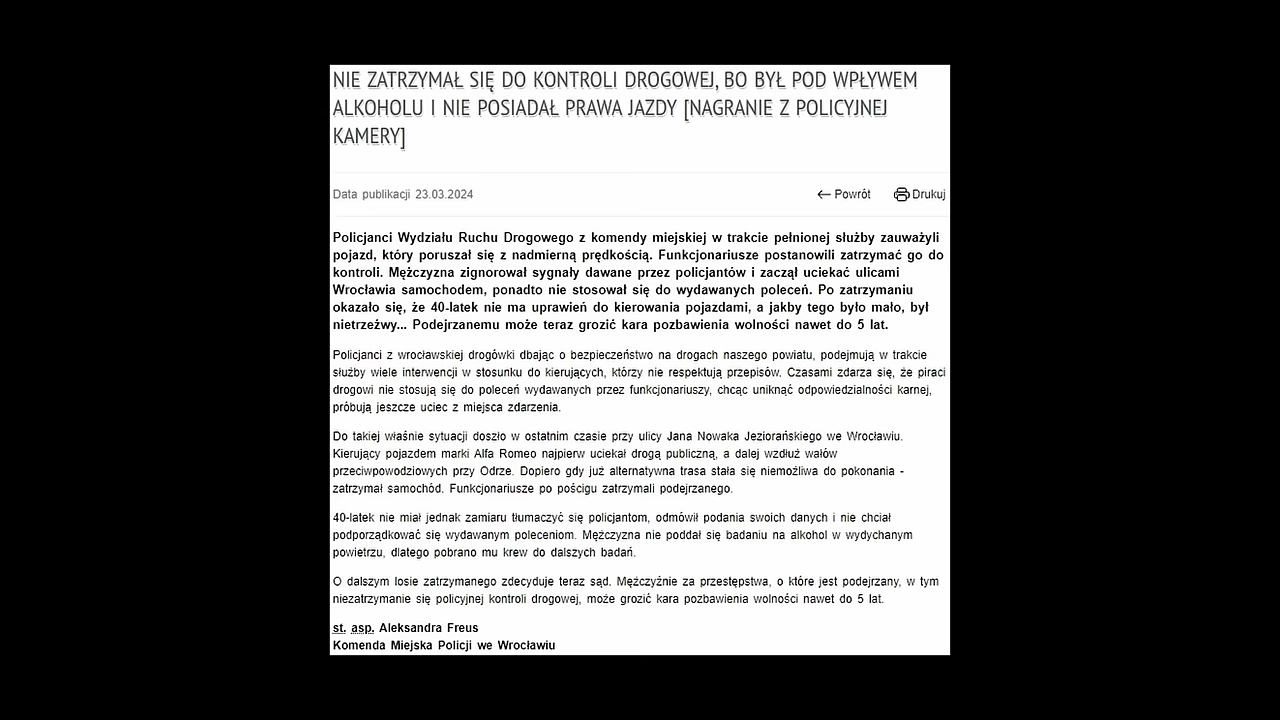 NIE ZATRZYMAŁ SIĘ DO KONTROLI DROGOWEJ, BO BYŁ POD WPŁYWEM
ALKOHOLU I NIE POSIADAŁ PRAWA JAZDY [NAGRANIE Z POLICYJNEJ
KAMERY]
Data publikacji 23.03.2024 Powrót Drukuj
Policjanci Wydziału Ruchu Drogowego z komendy miejskiej w trakcie pełnionej służby zauważyli
pojazd, który poruszał się z nadmierną prędkością. Funkcjonariusze postanowili zatrzymać go do
kontroli. Mężczyzna zignorował sygnały dawane przez policjantów i zaczął uciekać ulicami
Wrocławia samochodem, ponadto nie stosował się do wydawanych poleceń. Po zatrzymaniu
okazało się, że 40-latek nie ma uprawień do kierowania pojazdami, a jakby tego było mało, był
nietrzeźwy... Podejrzanemu może teraz grozić kara pozbawienia wolności nawet do 5 lat.
Policjanci z wrocławskiej drogówki dbając o bezpieczeństwo na drogach naszego powiatu, podejmują w trakcie
służby wiele interwencji w stosunku do kierujących, którzy nie respektują przepisów. Czasami zdarza się, że piraci
drogowi nie stosują się do poleceń wydawanych przez funkcjonariuszy, chcąc uniknąć odpowiedzialności karnej,
próbują jeszcze uciec z miejsca zdarzenia.
Do takiej właśnie sytuacji doszło w ostatnim czasie przy ulicy Jana Nowaka Jeziorańskiego we Wrocławiu.
Kierujący pojazdem marki Alfa Romeo najpierw uciekał drogą publiczną, a dalej wzdłuż wałów
przeciwpowodziowych przy Odrze. Dopiero gdy już alternatywna trasa stała się niemożliwa do pokonania -
zatrzymał samochód. Funkcjonariusze po pościgu zatrzymali podejrzanego.
40-latek nie miał jednak zamiaru tłumaczyć się policjantom, odmówił podania swoich danych i nie chciał
podporządkować się wydawanym poleceniom. Mężczyzna nie poddał się badaniu na alkohol w wydychanym
powietrzu, dlatego pobrano mu krew do dalszych badań.
O dalszym losie zatrzymanego zdecyduje teraz sąd. Mężczyźnie za przestępstwa, o które jest podejrzany, w tym
niezatrzymanie się policyjnej kontroli drogowej, może grozić kara pozbawienia wolności nawet do 5 lat.
st. asp. Aleksandra Freus
Komenda Miejska Policji we Wrocławiu